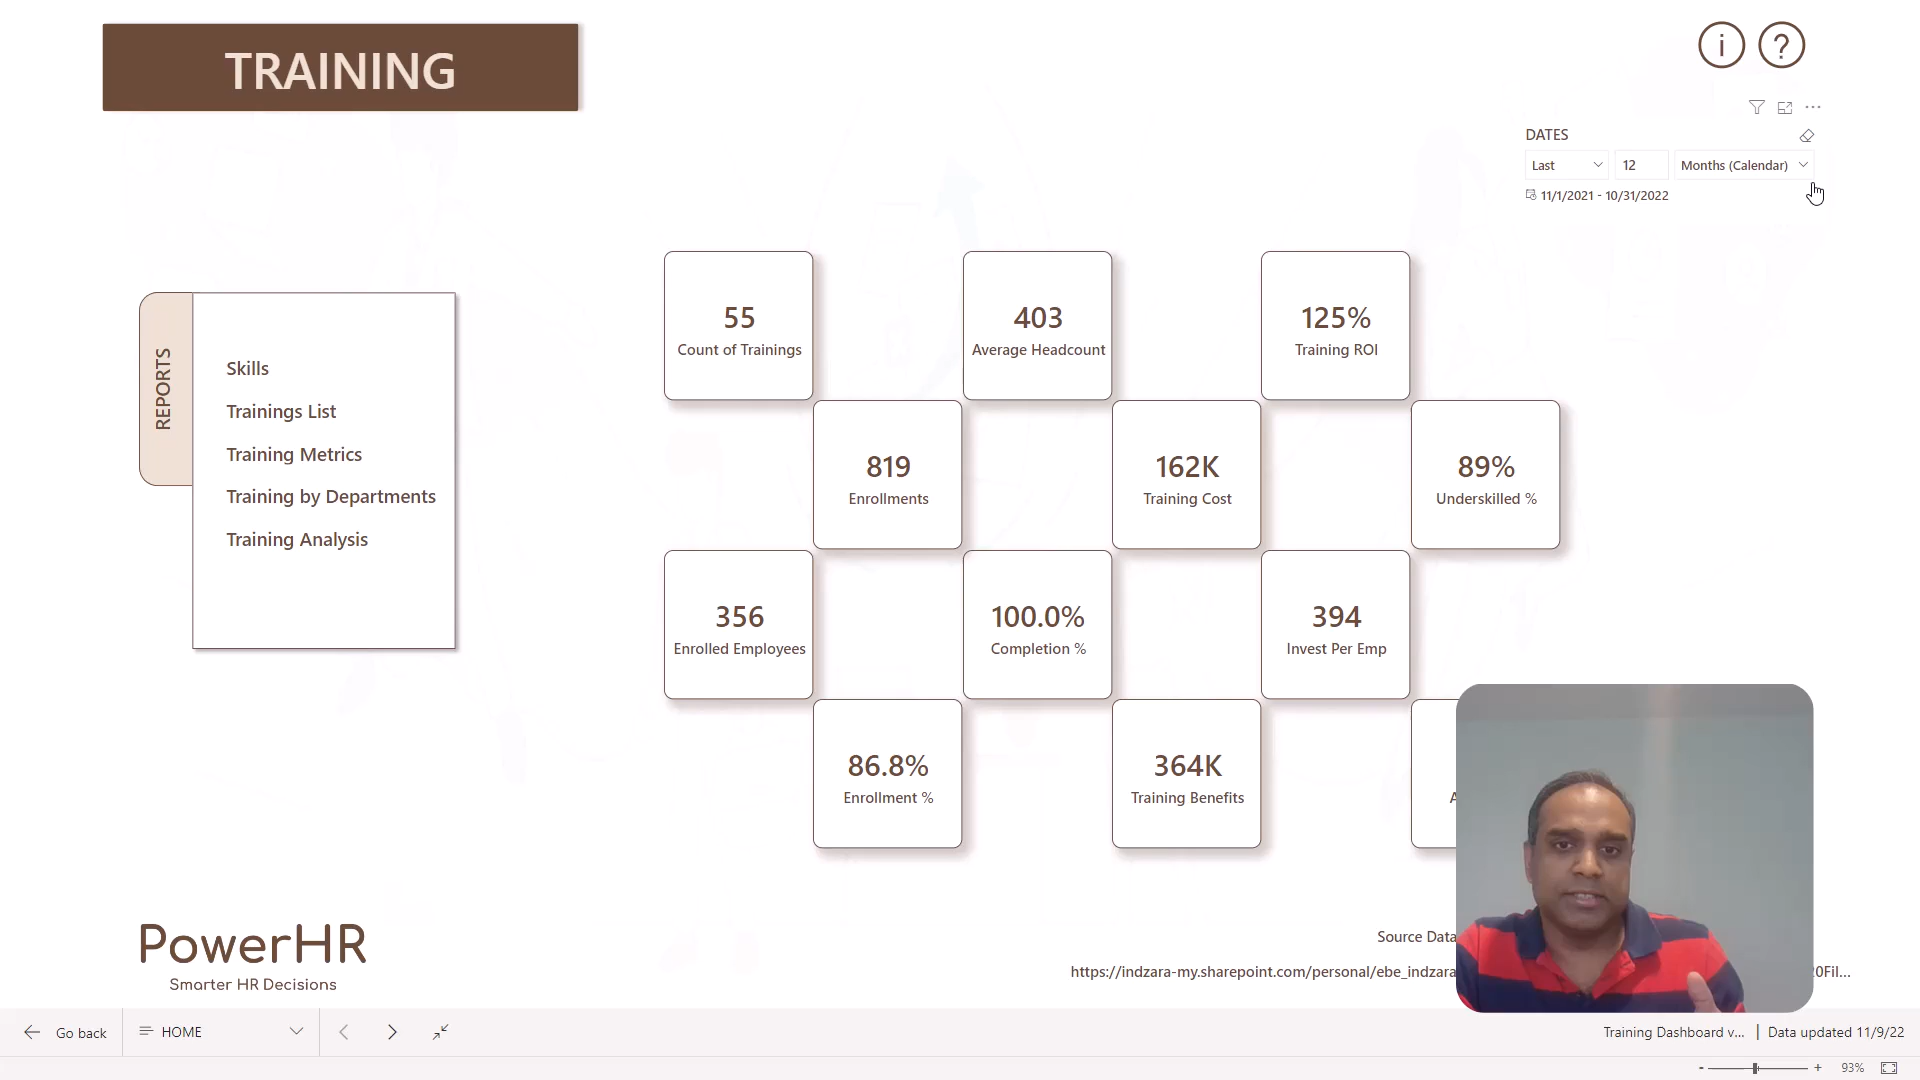 TRAINING
i ?
DATES
Last 12 Months (Calendar)
11/1/2021 - 10/31/2022
REPORTS
Skills
Trainings List
Training Metrics
Training by Departments
Training Analysis
55
Count of Trainings
403
Average Headcount
125%
Training ROI
819
Enrollments
162K
Training Cost
89%
Underskilled %
356
Enrolled Employees
100.0%
Completion %
394
Invest Per Emp
86.8%
Enrollment %
364K
Training Benefits
PowerHR
Smarter HR Decisions
Source Data
https://indzara-my.sharepoint.com/personal/ebe_indzara
Go back
HOME
Training Dashboard v... | Data updated 11/9/22
- + 93%